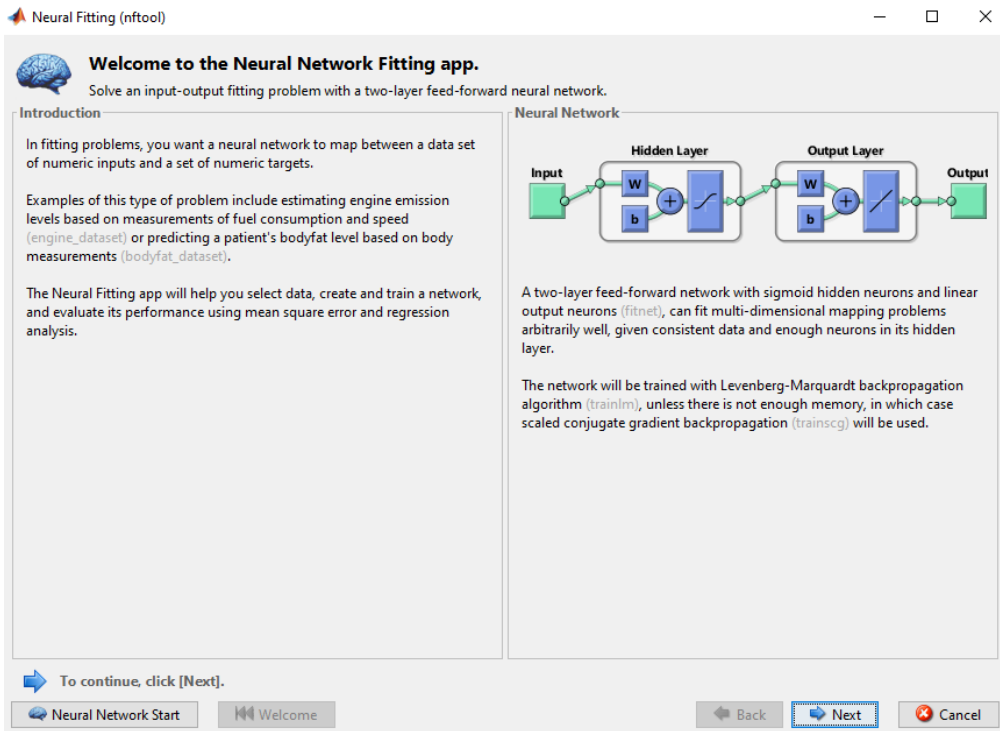 Neural Fitting (nftool)
Welcome to the Neural Network Fitting app.
Solve an input-output fitting problem with a two-layer feed-forward neural network.
Introduction
In fitting problems, you want a neural network to map between a data set
of numeric inputs and a set of numeric targets.
Examples of this type of problem include estimating engine emission
levels based on measurements of fuel consumption and speed
(engine_dataset) or predicting a patient's bodyfat level based on body
measurements (bodyfat_dataset).
The Neural Fitting app will help you select data, create and train a network,
and evaluate its performance using mean square error and regression
analysis.
Neural Network
Hidden Layer
Output Layer
Input
Output
W
b
+
W
b
+
A two-layer feed-forward network with sigmoid hidden neurons and linear
output neurons (fitnet), can fit multi-dimensional mapping problems
arbitrarily well, given consistent data and enough neurons in its hidden
layer.
The network will be trained with Levenberg-Marquardt backpropagation
algorithm (trainlm), unless there is not enough memory, in which case
scaled conjugate gradient backpropagation (trainscg) will be used.
To continue, click [Next].
Neural Network Start
Welcome
Back
Next
Cancel